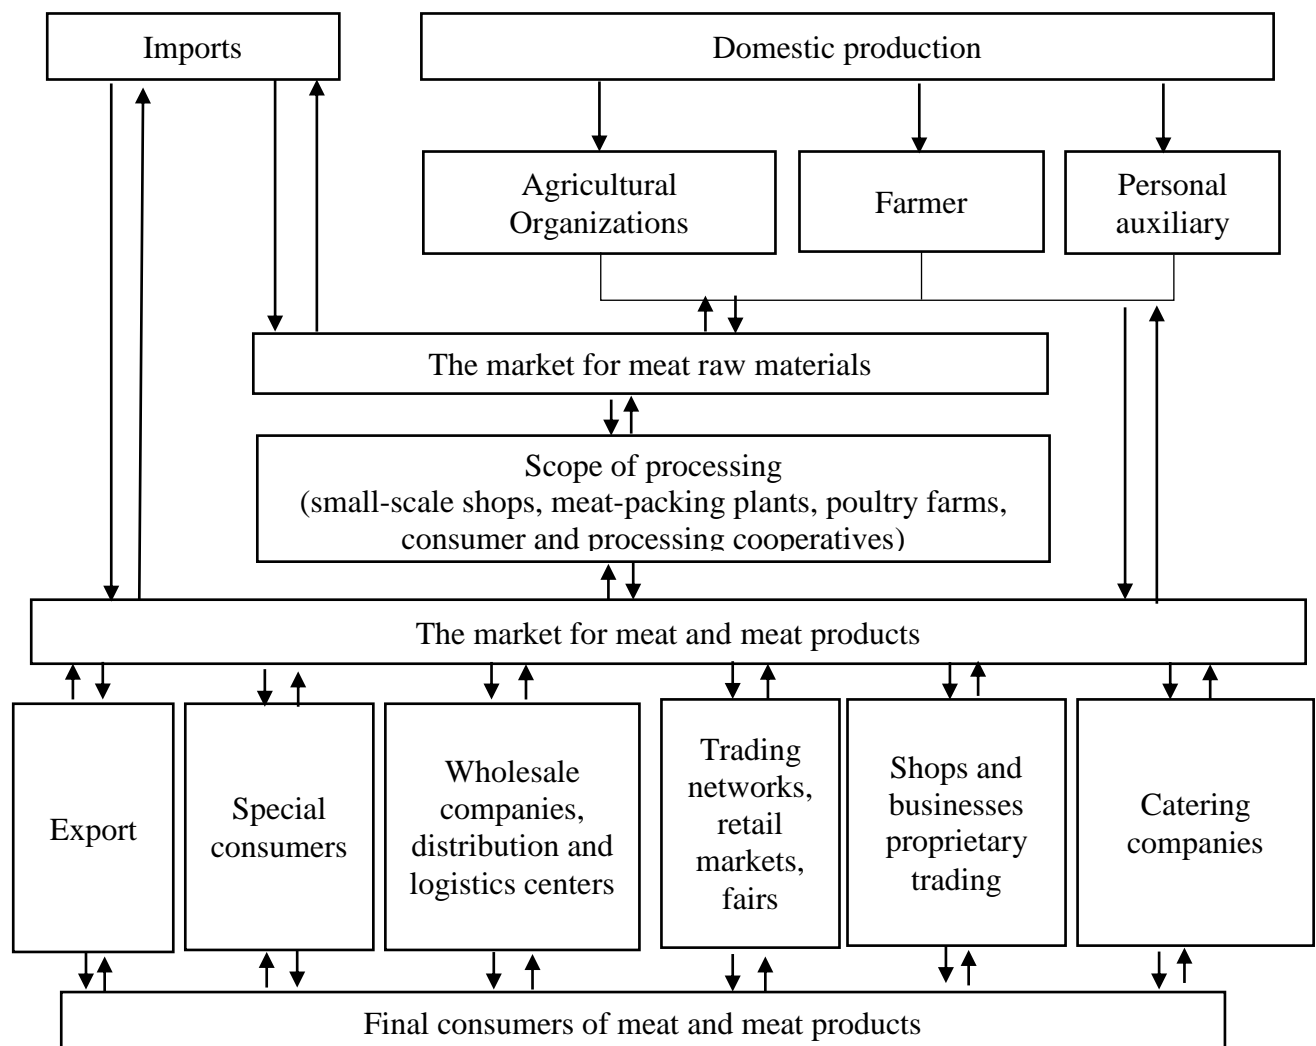 Imports
Domestic production
Agricultural
Organizations
Farmer
Personal
auxiliary
The market for meat raw materials
Scope of processing
(small-scale shops, meat-packing plants, poultry farms,
consumer and processing cooperatives)
The market for meat and meat products
Export
Special
consumers
Wholesale
companies,
distribution and
logistics centers
Trading
networks,
retail
markets,
fairs
Shops and
businesses
proprietary
trading
Catering
companies
Final consumers of meat and meat products